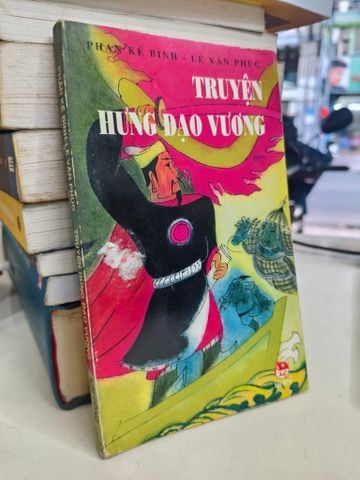 PHAN KẾ BÍNH - LÊ VĂN PHÚC
TRUYỆN
HƯNG ĐẠO VƯƠNG